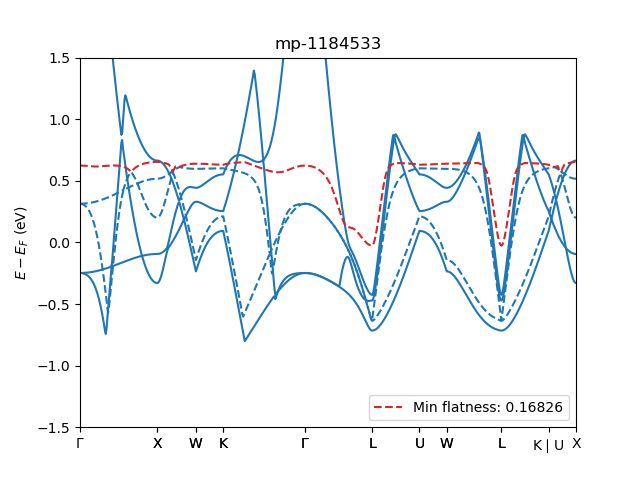 mp-1184533
E − E_F (eV)
1.5
1.0
0.5
0.0
−0.5
−1.0
−1.5
Min flatness: 0.16826
Γ X W K Γ L U W L K | U X